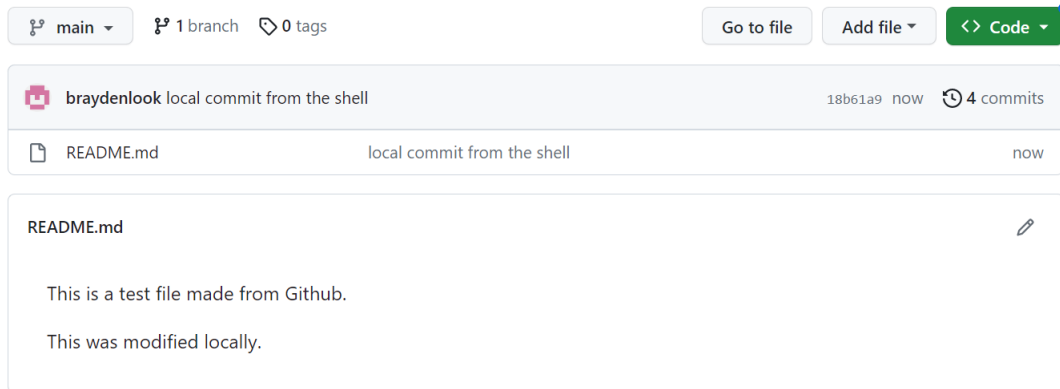 main 1 branch 0 tags Go to file Add file Code
braydenlook local commit from the shell 18b61a9 now 4 commits
README.md local commit from the shell now
README.md
This is a test file made from Github.
This was modified locally.